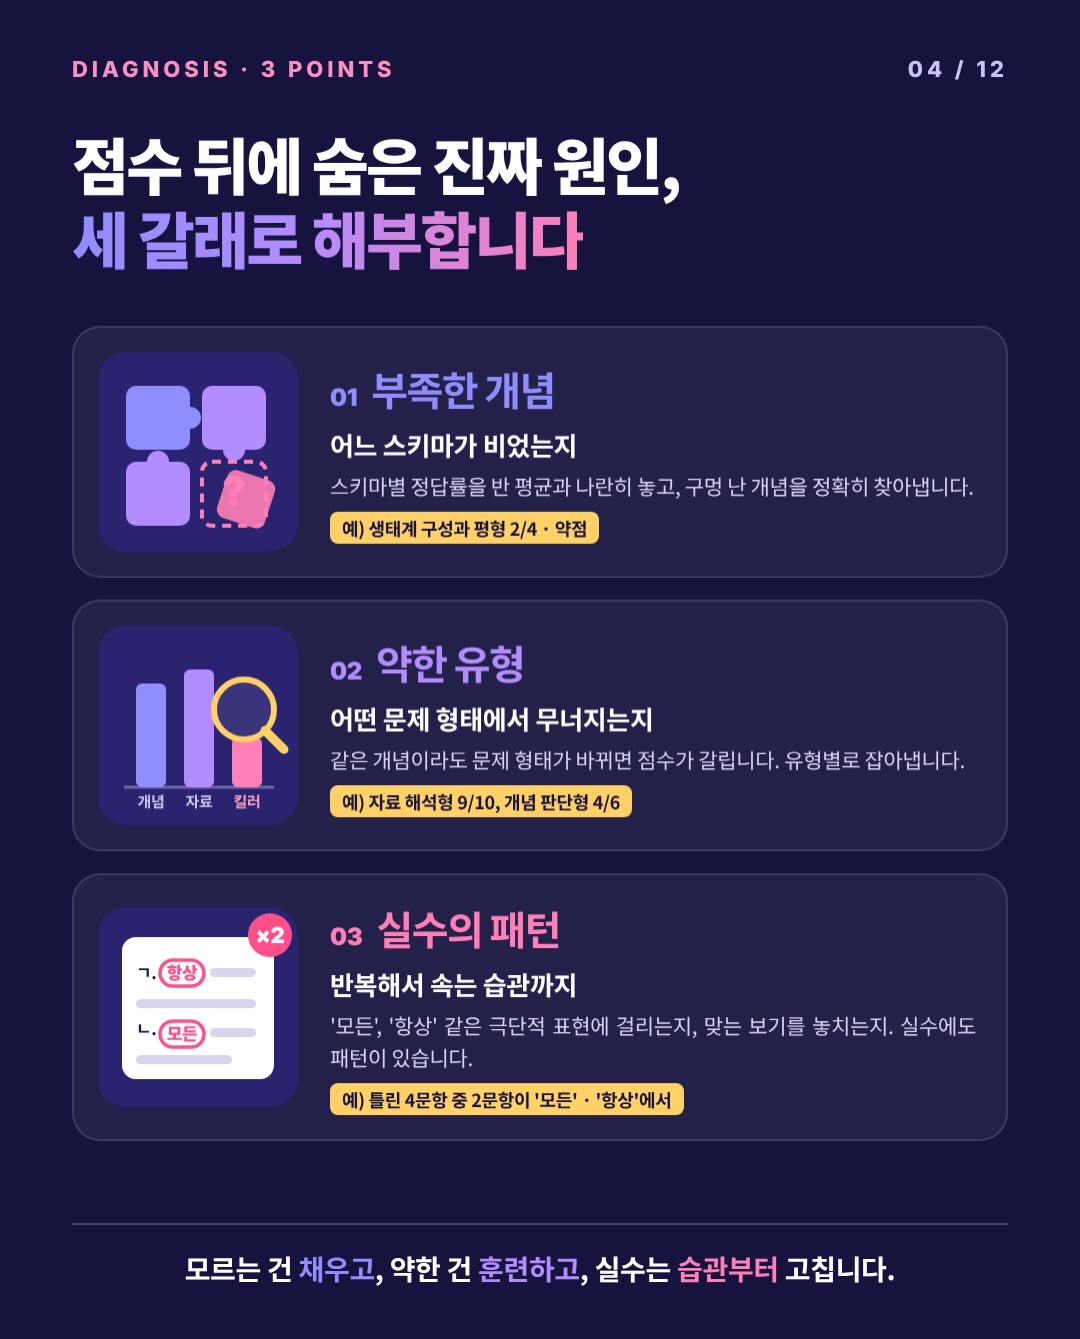 DIAGNOSIS · 3 POINTS
04 / 12
점수 뒤에 숨은 진짜 원인,
세 갈래로 해부합니다
?
01 부족한 개념
어느 스키마가 비었는지
스키마별 정답률을 반 평균과 나란히 놓고, 구멍 난 개념을 정확히 찾아냅니다.
예) 생태계 구성과 평형 2/4 · 약점
개념 자료 킬러
02 약한 유형
어떤 문제 형태에서 무너지는지
같은 개념이라도 문제 형태가 바뀌면 점수가 갈립니다. 유형별로 잡아냅니다.
예) 자료 해석형 9/10, 개념 판단형 4/6
×2
ㄱ. 항상
ㄴ. 모든
03 실수의 패턴
반복해서 속는 습관까지
'모든', '항상' 같은 극단적 표현에 걸리는지, 맞는 보기를 놓치는지. 실수에도
패턴이 있습니다.
예) 틀린 4문항 중 2문항이 '모든' · '항상'에서
모르는 건 채우고, 약한 건 훈련하고, 실수는 습관부터 고칩니다.